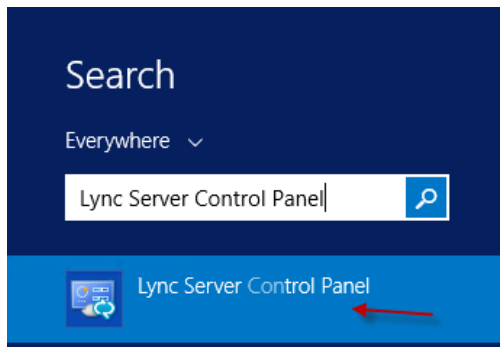 Search
Everywhere
Lync Server Control Panel
Lync Server Control Panel